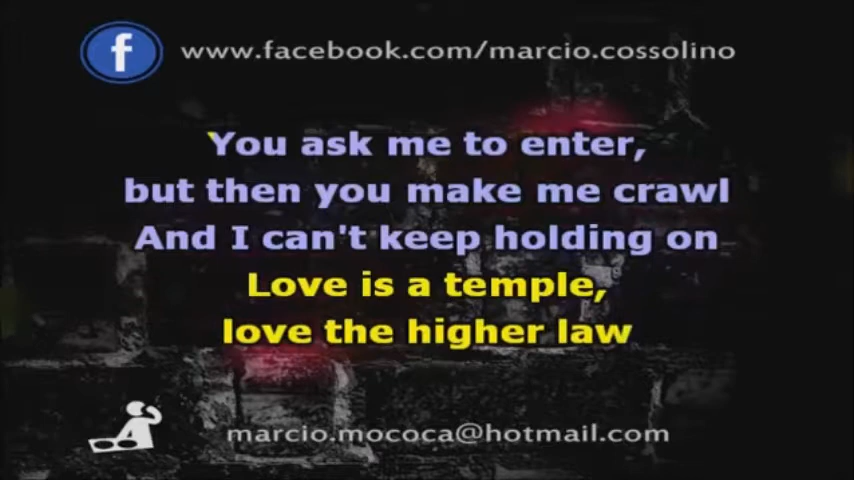 f www.facebook.com/marcio.cossolino
You ask me to enter,
but then you make me crawl
And I can't keep holding on
Love is a temple,
love the higher law
marcio.mococa@hotmail.com